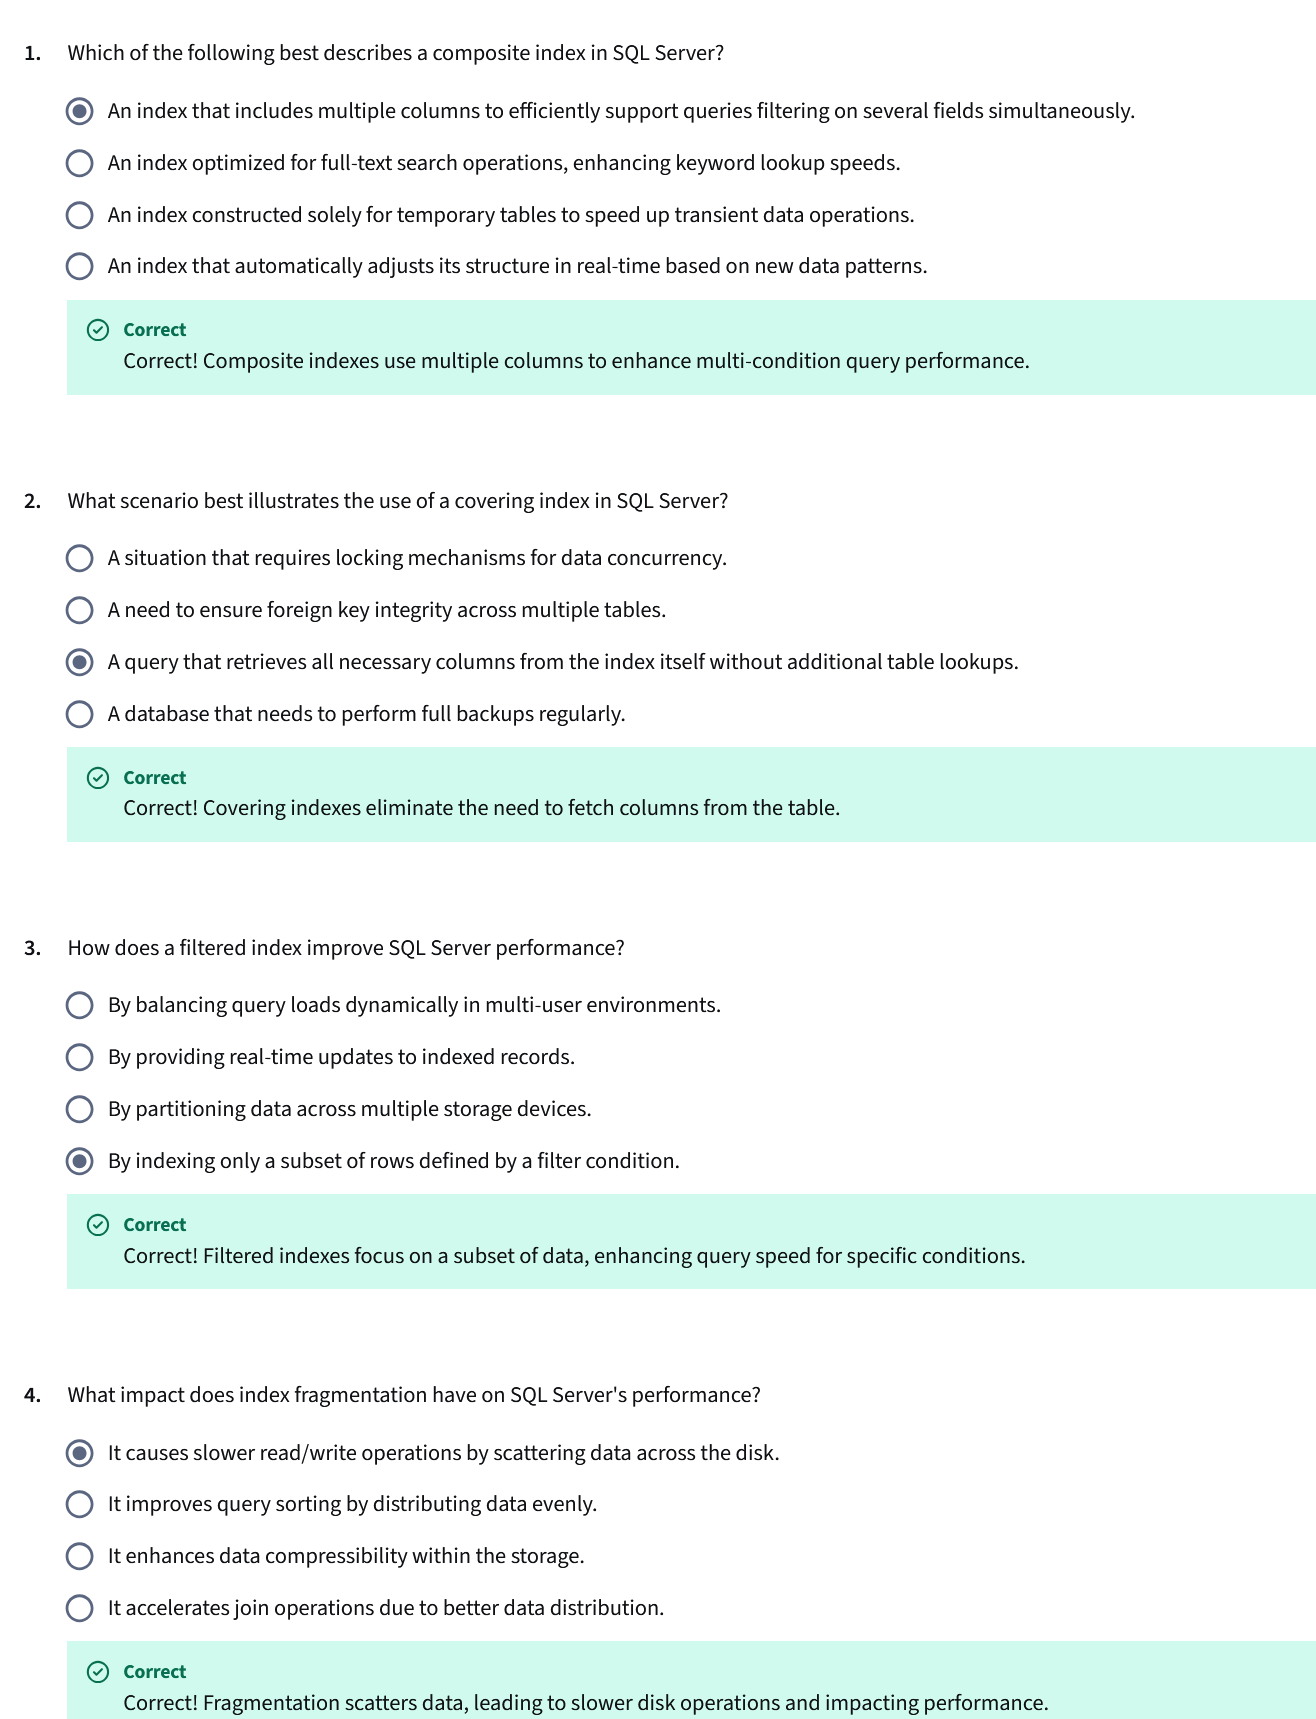 1. Which of the following best describes a composite index in SQL Server?
An index that includes multiple columns to efficiently support queries filtering on several fields simultaneously.
An index optimized for full-text search operations, enhancing keyword lookup speeds.
An index constructed solely for temporary tables to speed up transient data operations.
An index that automatically adjusts its structure in real-time based on new data patterns.
Correct
Correct! Composite indexes use multiple columns to enhance multi-condition query performance.
2. What scenario best illustrates the use of a covering index in SQL Server?
A situation that requires locking mechanisms for data concurrency.
A need to ensure foreign key integrity across multiple tables.
A query that retrieves all necessary columns from the index itself without additional table lookups.
A database that needs to perform full backups regularly.
Correct
Correct! Covering indexes eliminate the need to fetch columns from the table.
3. How does a filtered index improve SQL Server performance?
By balancing query loads dynamically in multi-user environments.
By providing real-time updates to indexed records.
By partitioning data across multiple storage devices.
By indexing only a subset of rows defined by a filter condition.
Correct
Correct! Filtered indexes focus on a subset of data, enhancing query speed for specific conditions.
4. What impact does index fragmentation have on SQL Server's performance?
It causes slower read/write operations by scattering data across the disk.
It improves query sorting by distributing data evenly.
It enhances data compressibility within the storage.
It accelerates join operations due to better data distribution.
Correct
Correct! Fragmentation scatters data, leading to slower disk operations and impacting performance.